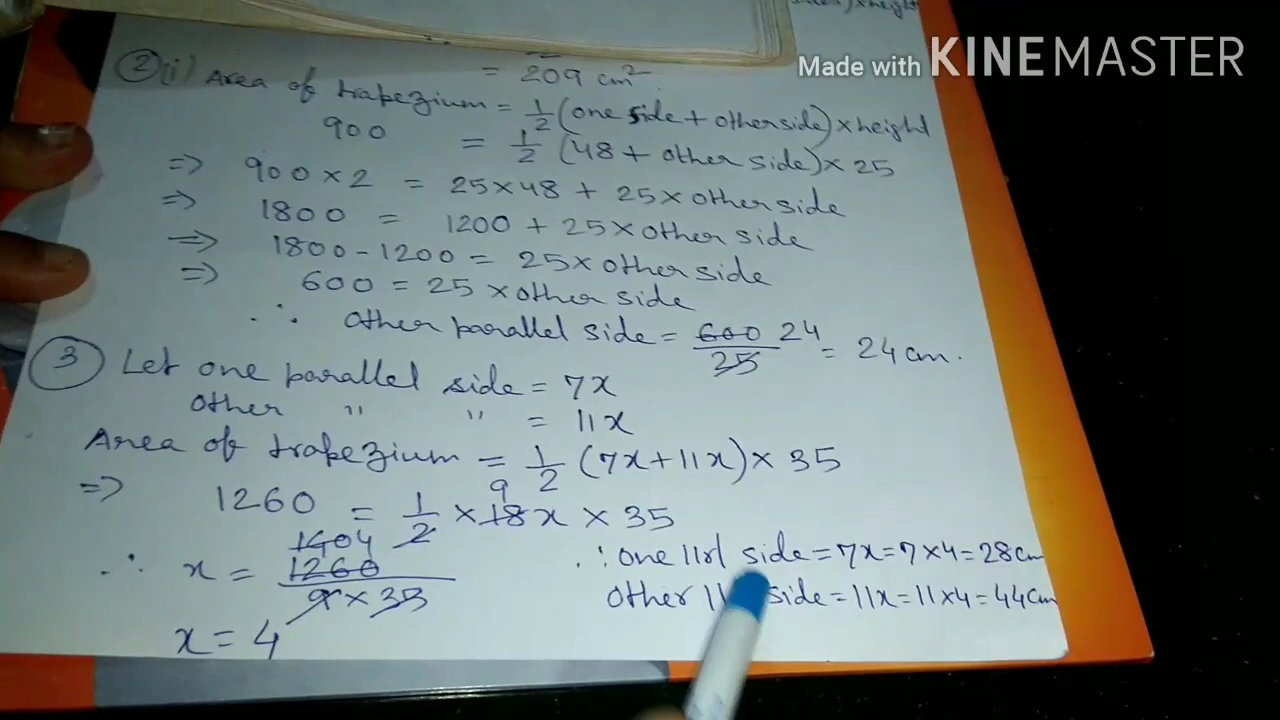 Made with KINEMASTER
= 209 cm²
② (i) Area of trapezium = 1/2 (one side + other side) × height
900 = 1/2 (48 + other side) × 25
⇒ 900 × 2 = 25 × 48 + 25 × other side
⇒ 1800 = 1200 + 25 × other side
⇒ 1800 - 1200 = 25 × other side
⇒ 600 = 25 × other side
∴ Other parallel side = 600/25 24 = 24 cm.
③ Let one parallel side = 7x
Other " " = 11x
Area of trapezium = 1/2 (7x + 11x) × 35
⇒ 1260 = 1/2 × 18x × 35
9
140 4
∴ x = 1260 / 9 × 35
x = 4
∴ one ||el side = 7x = 7 × 4 = 28 cm
Other || side = 11x = 11 × 4 = 44 cm